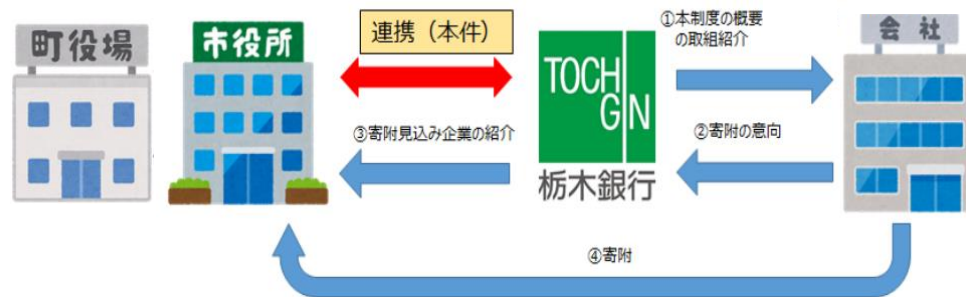 町役場
市役所
連携（本件）
TOCH
GIN
栃木銀行
①本制度の概要
の取組紹介
会社
②寄附の意向
③寄附見込み企業の紹介
④寄附